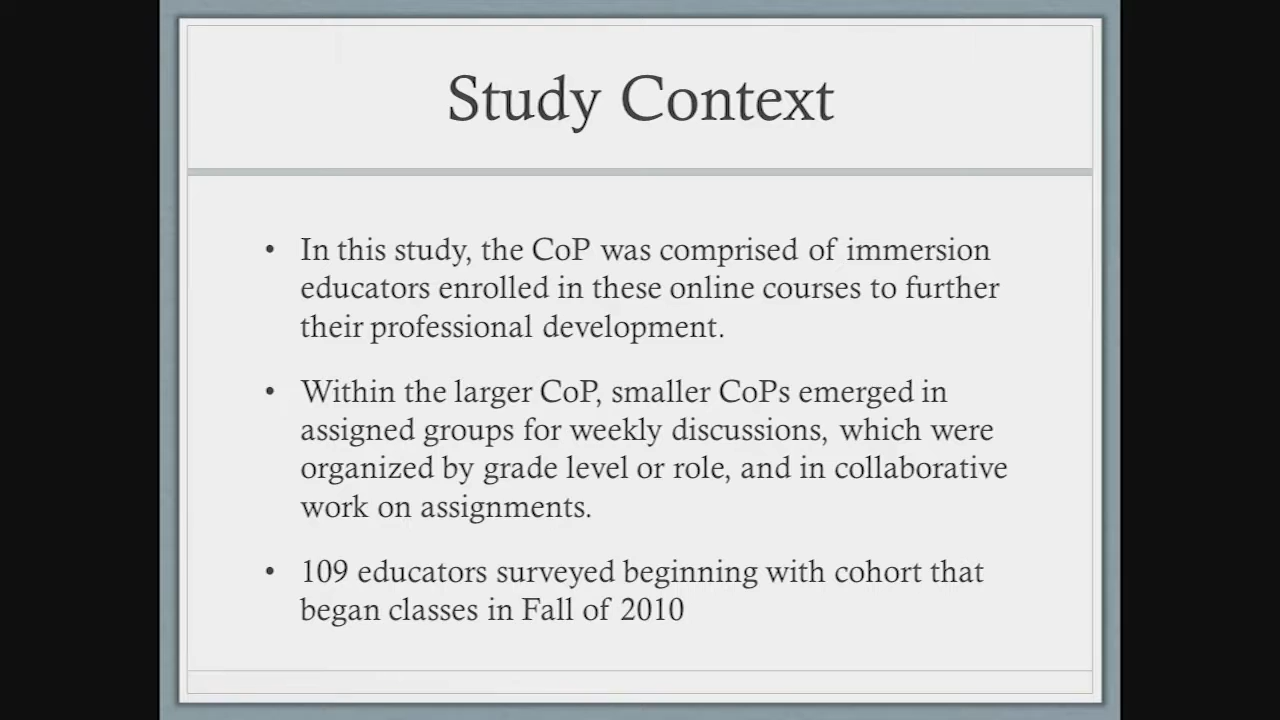 Study Context
• In this study, the CoP was comprised of immersion
educators enrolled in these online courses to further
their professional development.
• Within the larger CoP, smaller CoPs emerged in
assigned groups for weekly discussions, which were
organized by grade level or role, and in collaborative
work on assignments.
• 109 educators surveyed beginning with cohort that
began classes in Fall of 2010